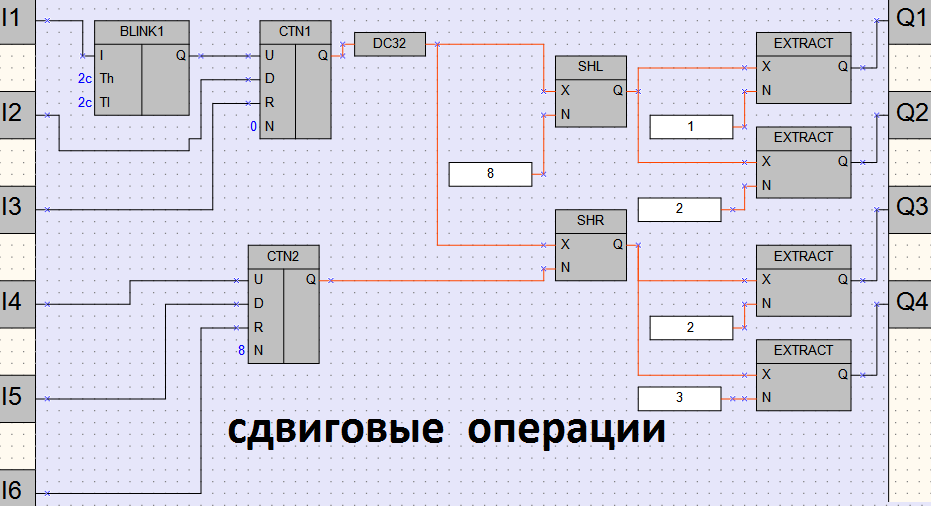 I1
I2
I3
I4
I5
I6
BLINK1
I Q
2c Th
2c Tl
CTN1
U Q
D
R
0 N
DC32
CTN2
U Q
D
R
8 N
SHL
X Q
N
8
SHR
X Q
N
EXTRACT
X Q
N
1
EXTRACT
X Q
N
2
EXTRACT
X Q
N
2
EXTRACT
X Q
N
3
Q1
Q2
Q3
Q4
сдвиговые операции